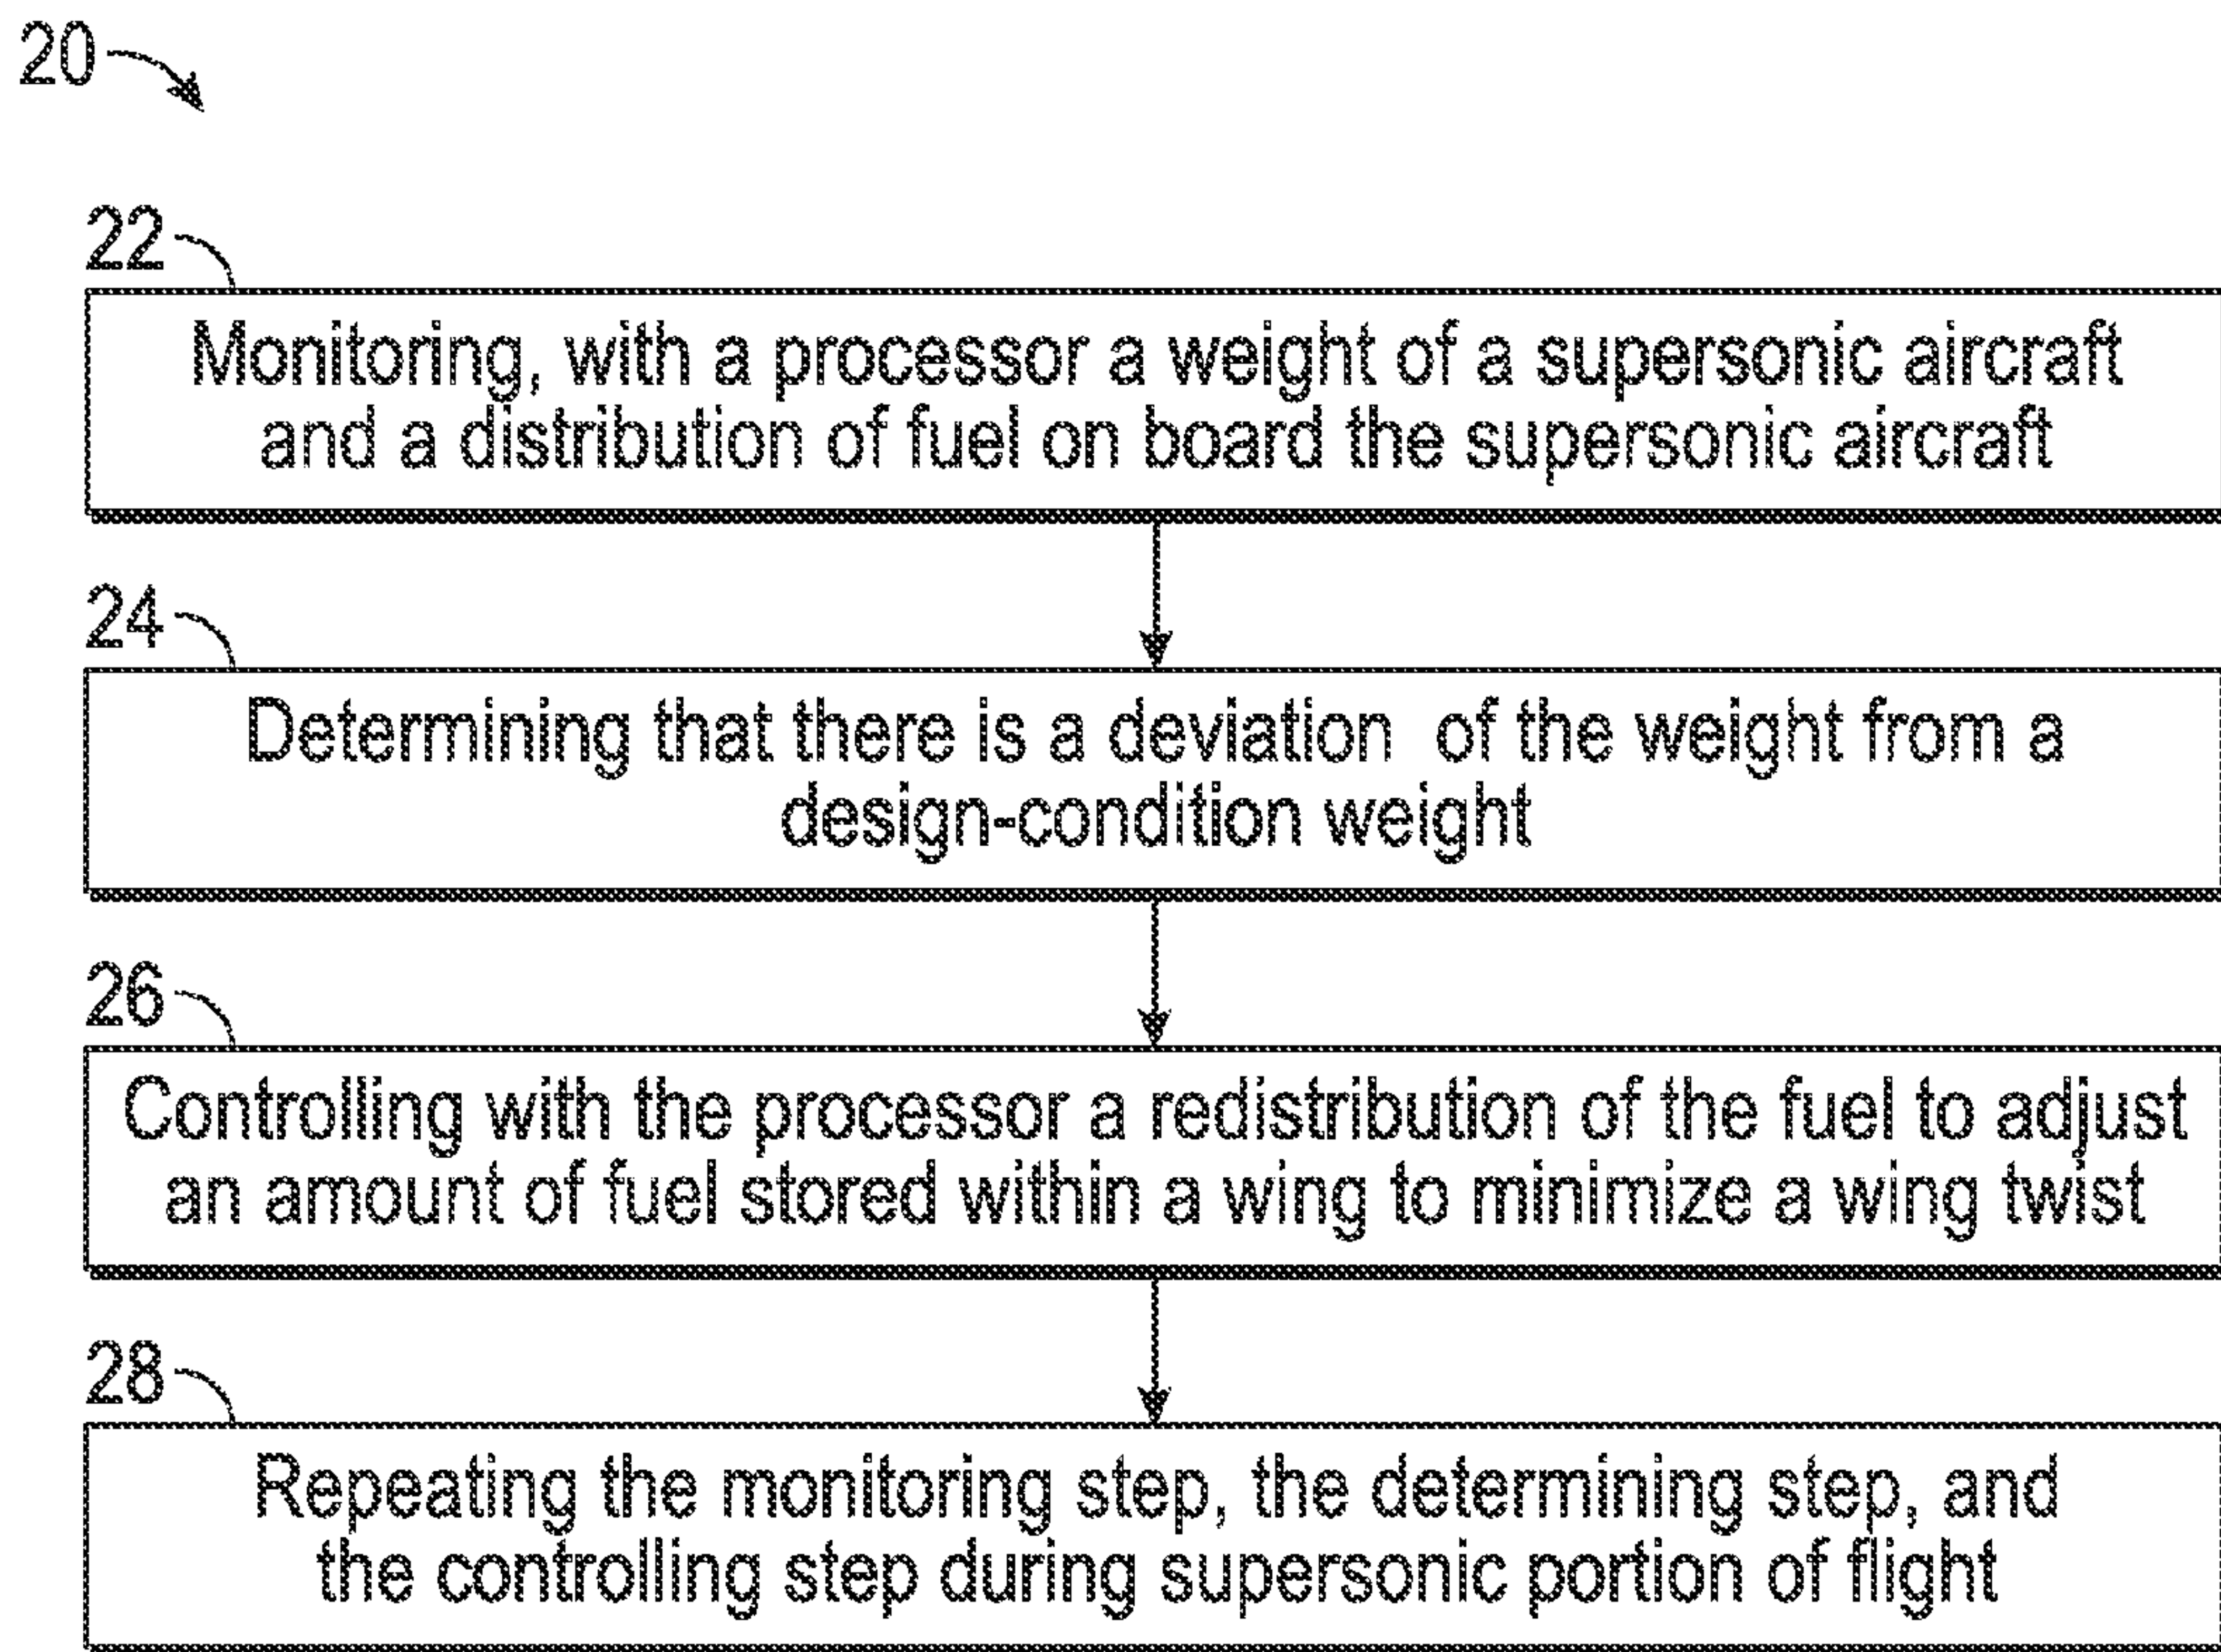 20
22
Monitoring, with a processor a weight of a supersonic aircraft
and a distribution of fuel on board the supersonic aircraft
24
Determining that there is a deviation of the weight from a
design-condition weight
26
Controlling with the processor a redistribution of the fuel to adjust
an amount of fuel stored within a wing to minimize a wing twist
28
Repeating the monitoring step, the determining step, and
the controlling step during supersonic portion of flight